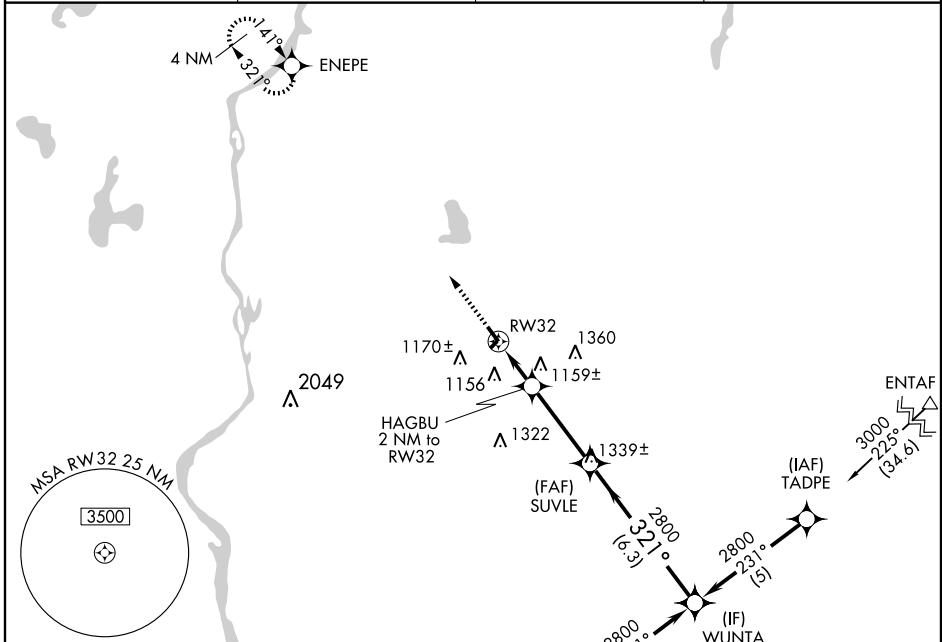 141°
4 NM
321°
ENEPE
RW32
1170±
1360
1156
1159±
2049
HAGBU
2 NM to
RW32
1322
1339±
ENTAF
3000
225°
(34.6)
MSA RW32 25 NM
3500
(FAF)
SUVLE
(IAF)
TADPE
2800
321°
(6.3)
2800
231°
(5)
(IF)
WUNTA
2800